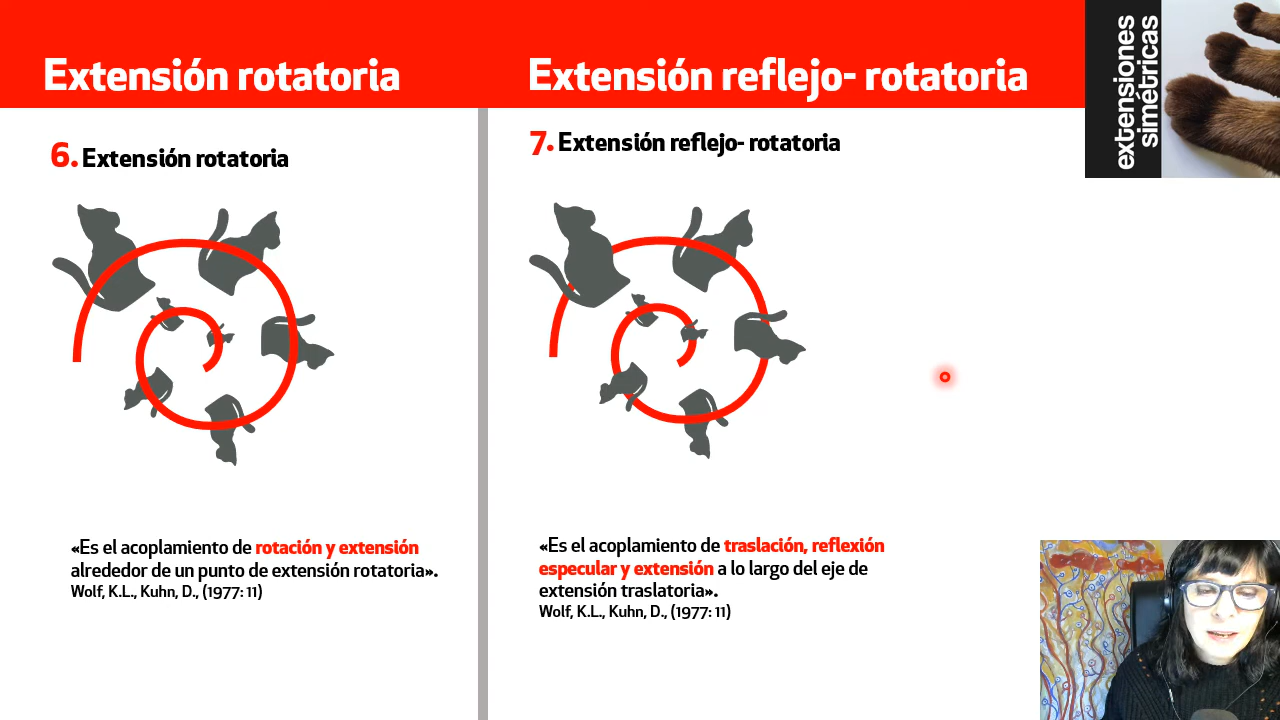 Extensión rotatoria
6. Extensión rotatoria
«Es el acoplamiento de rotación y extensión
alrededor de un punto de extensión rotatoria».
Wolf, K.L., Kuhn, D., (1977: 11)
Extensión reflejo- rotatoria
7. Extensión reflejo- rotatoria
«Es el acoplamiento de traslación, reflexión
especular y extensión a lo largo del eje de
extensión traslatoria».
Wolf, K.L., Kuhn, D., (1977: 11)
extensiones
simétricas